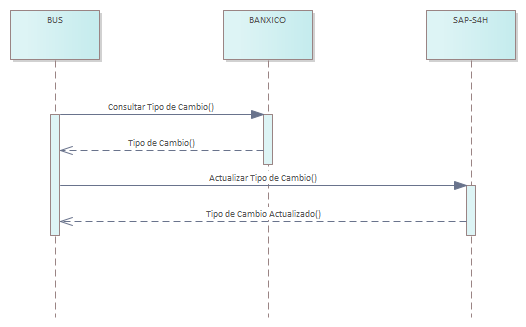 BUS
BANXICO
SAP-S4H
Consultar Tipo de Cambio()
Tipo de Cambio()
Actualizar Tipo de Cambio()
Tipo de Cambio Actualizado()